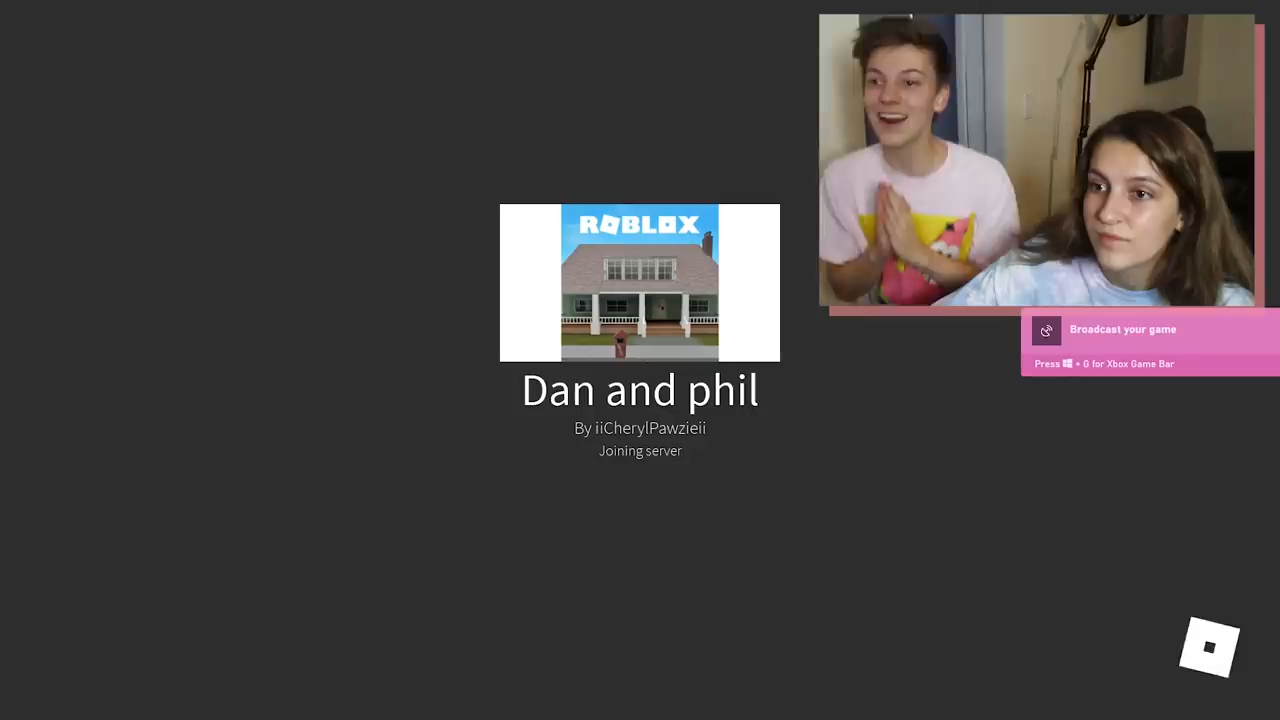 ROBLOX
Dan and phil
By iiCherylPawzieii
Joining server
Broadcast your game
Press + G for Xbox Game Bar